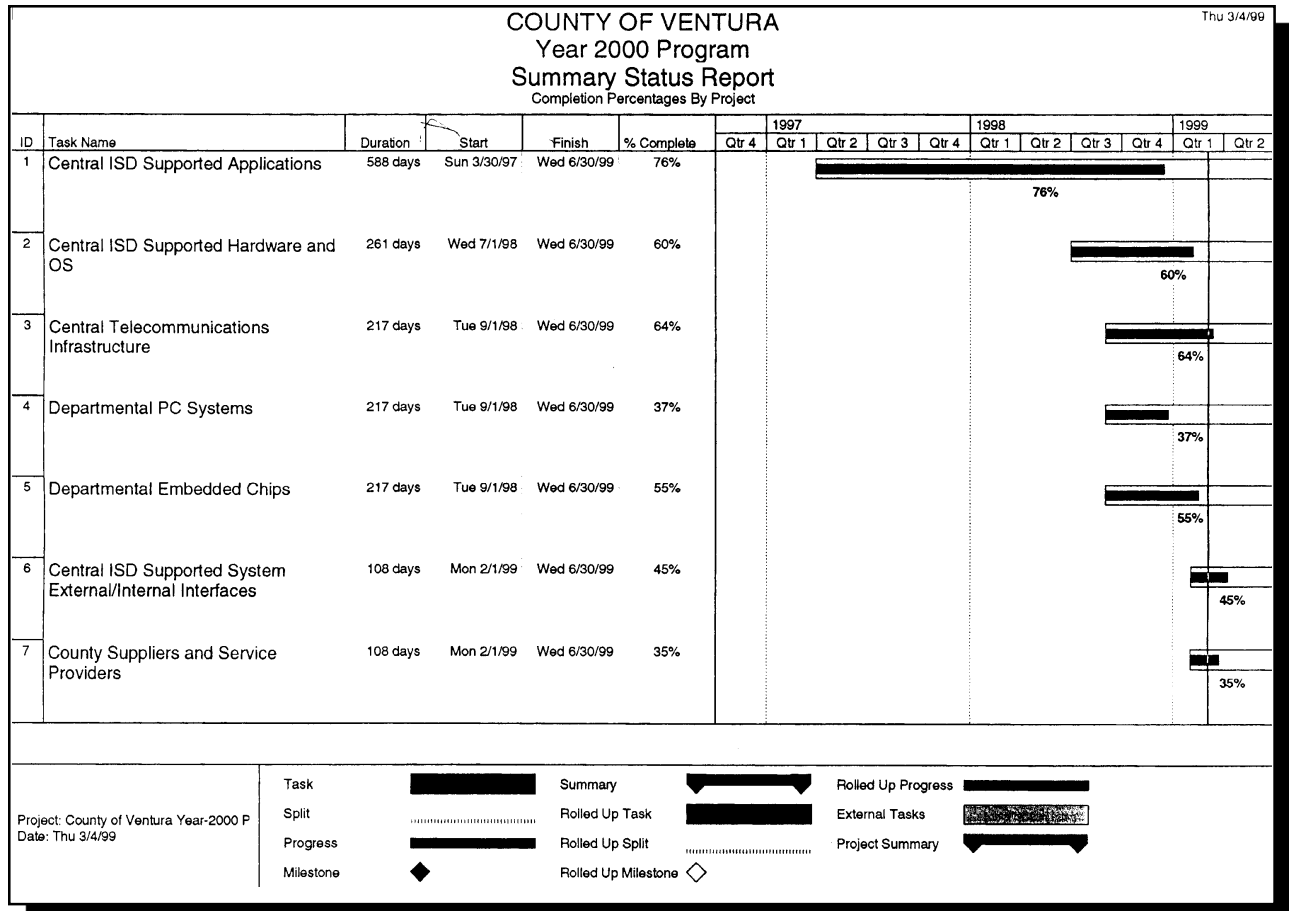 Thu 3/4/99
COUNTY OF VENTURA
Year 2000 Program
Summary Status Report
Completion Percentages By Project
1997 1998 1999
ID Task Name Duration Start Finish % Complete Qtr 4 Qtr 1 Qtr 2 Qtr 3 Qtr 4 Qtr 1 Qtr 2 Qtr 3 Qtr 4 Qtr 1 Qtr 2
1 Central ISD Supported Applications 588 days Sun 3/30/97 Wed 6/30/99 76%
76%
2 Central ISD Supported Hardware and OS 261 days Wed 7/1/98 Wed 6/30/99 60%
60%
3 Central Telecommunications Infrastructure 217 days Tue 9/1/98 Wed 6/30/99 64%
64%
4 Departmental PC Systems 217 days Tue 9/1/98 Wed 6/30/99 37%
37%
5 Departmental Embedded Chips 217 days Tue 9/1/98 Wed 6/30/99 55%
55%
6 Central ISD Supported System External/Internal Interfaces 108 days Mon 2/1/99 Wed 6/30/99 45%
45%
7 County Suppliers and Service Providers 108 days Mon 2/1/99 Wed 6/30/99 35%
35%
Project: County of Ventura Year-2000 P
Date: Thu 3/4/99
Task Summary Rolled Up Progress
Split Rolled Up Task External Tasks
Progress Rolled Up Split Project Summary
Milestone Rolled Up Milestone